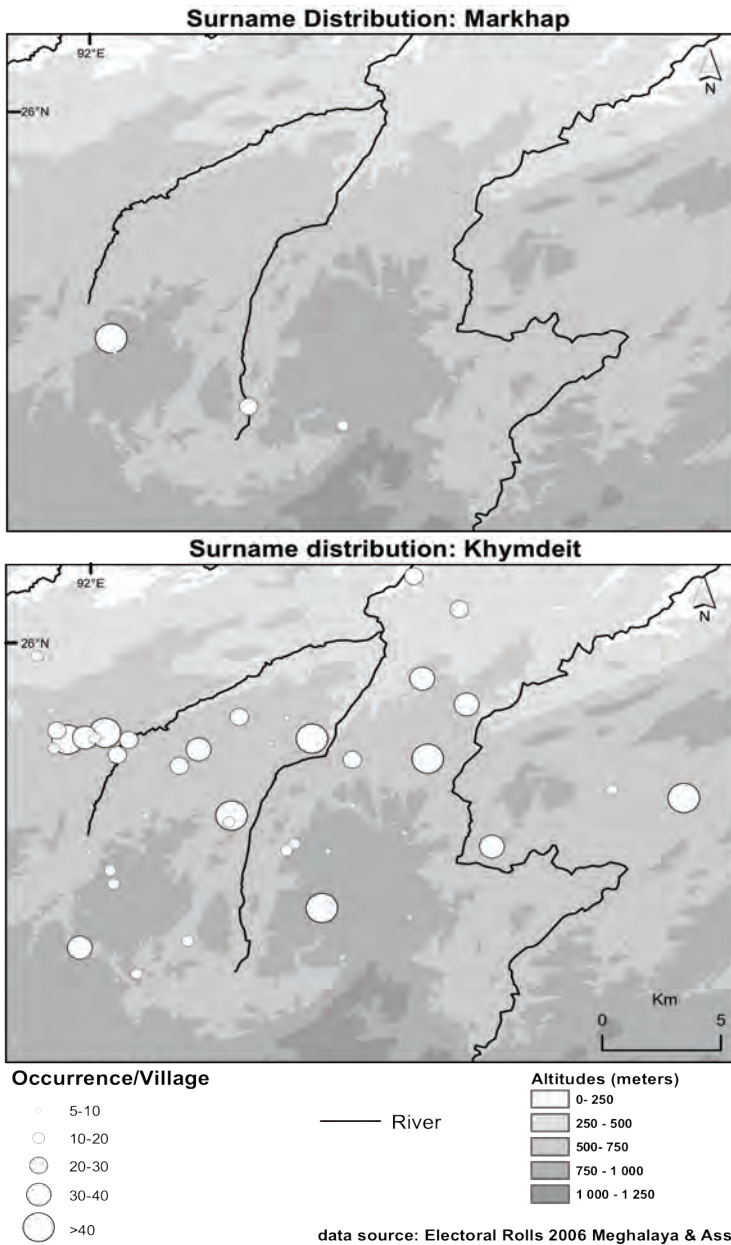 Surname Distribution: Markhap
92°E
26°N
N
Surname distribution: Khymdeit
92°E
26°N
N
Km
0 5
Occurrence/Village
5-10
10-20
20-30
30-40
>40
River
Altitudes (meters)
0- 250
250 - 500
500- 750
750 - 1 000
1 000 - 1 250
data source: Electoral Rolls 2006 Meghalaya & Ass